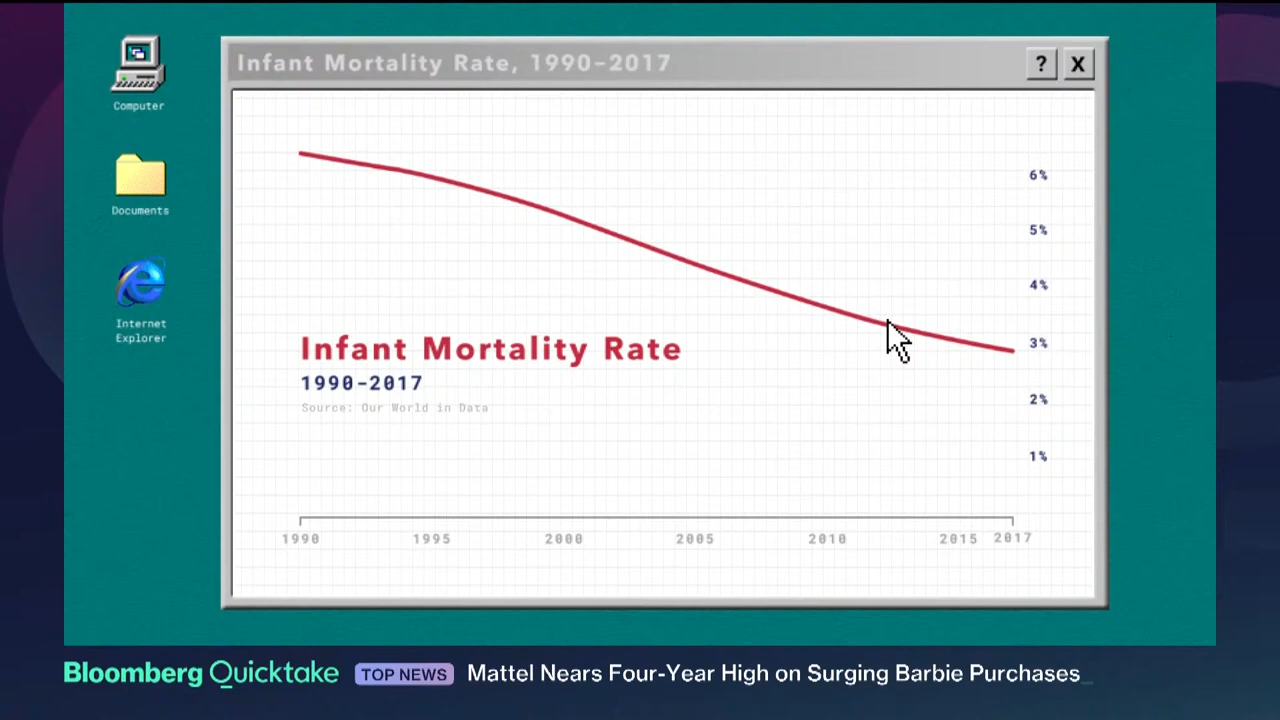 Computer
Documents
Internet
Explorer
Infant Mortality Rate, 1990-2017
? X
6%
5%
4%
3%
2%
1%
Infant Mortality Rate
1990-2017
Source: Our World in Data
1990 1995 2000 2005 2010 2015 2017
Bloomberg Quicktake TOP NEWS Mattel Nears Four-Year High on Surging Barbie Purchases_